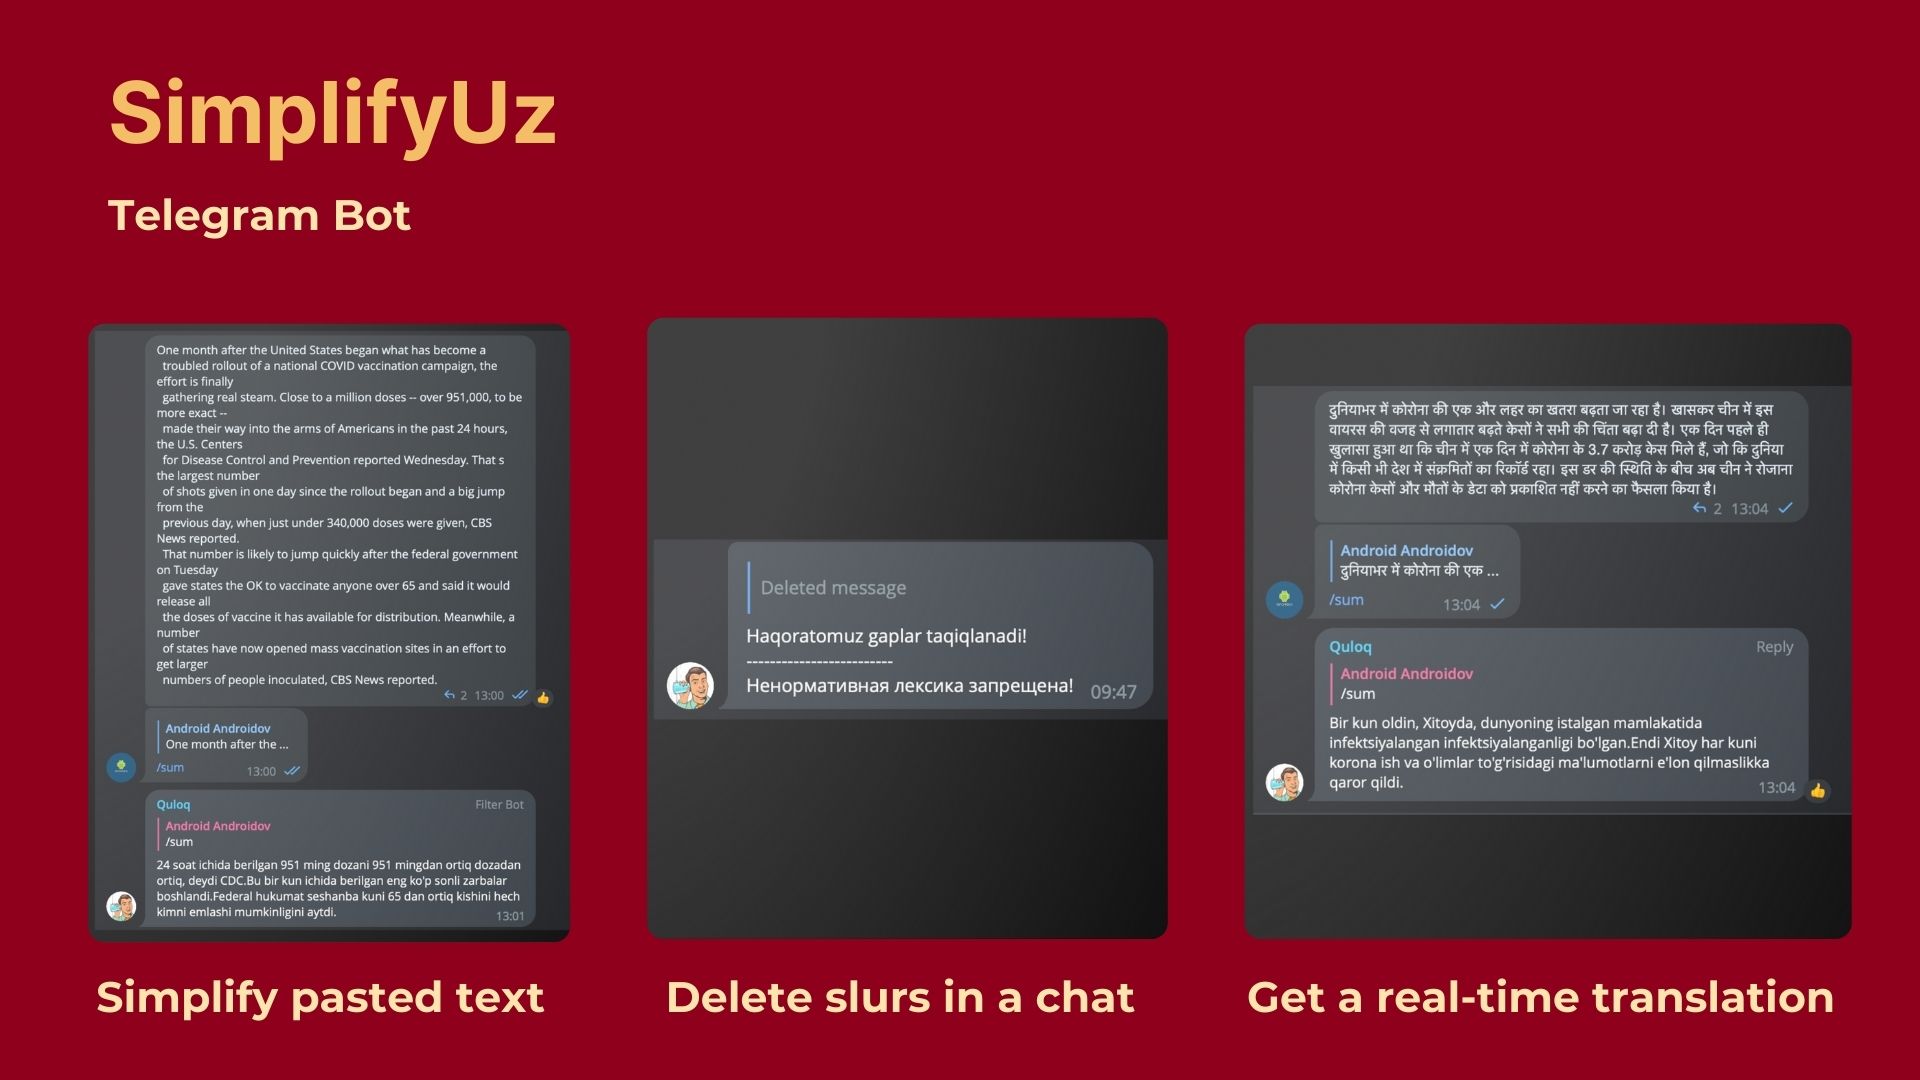 SimplifyUz
Telegram Bot
One month after the United States began what has become a
troubled rollout of a national COVID vaccination campaign, the
effort is finally
gathering real steam. Close to a million doses -- over 951,000, to be
more exact --
made their way into the arms of Americans in the past 24 hours,
the U.S. Centers
for Disease Control and Prevention reported Wednesday. That s
the largest number
of shots given in one day since the rollout began and a big jump
from the
previous day, when just under 340,000 doses were given, CBS
News reported.
That number is likely to jump quickly after the federal government
on Tuesday
gave states the OK to vaccinate anyone over 65 and said it would
release all
the doses of vaccine it has available for distribution. Meanwhile, a
number
of states have now opened mass vaccination sites in an effort to
get larger
numbers of people inoculated, CBS News reported.
2 13:00
Android Androidov
One month after the ...
/sum
13:00
Quloq Filter Bot
Android Androidov
/sum
24 soat ichida berilgan 951 ming dozani 951 mingdan ortiq dozadan
ortiq, deydi CDC.Bu bir kun ichida berilgan eng ko'p sonli zarbalar
boshlandi.Federal hukumat seshanba kuni 65 dan ortiq kishini hech
kimni emlashi mumkinligini aytdi.
13:01
Simplify pasted text
Deleted message
Haqoratomuz gaplar taqiqlanadi!
-------------------------
Ненормативная лексика запрещена! 09:47
Delete slurs in a chat
दुनियाभर में कोरोना की एक और लहर का खतरा बढ़ता जा रहा है। खासकर चीन में इस
वायरस की वजह से लगातार बढ़ते केसों ने सभी की चिंता बढ़ा दी है। एक दिन पहले ही
खुलासा हुआ था कि चीन में एक दिन में कोरोना के 3.7 करोड़ केस मिले हैं, जो कि दुनिया
में किसी भी देश में संक्रमितों का रिकॉर्ड रहा। इस डर की स्थिति के बीच अब चीन ने रोजाना
कोरोना केसों और मौतों के डेटा को प्रकाशित नहीं करने का फैसला किया है।
2 13:04
Android Androidov
दुनियाभर में कोरोना की एक ...
/sum
13:04
Quloq Reply
Android Androidov
/sum
Bir kun oldin, Xitoyda, dunyoning istalgan mamlakatida
infektsiyalangan infektsiyalanganligi bo'lgan.Endi Xitoy har kuni
korona ish va o'limlar to'g'risidagi ma'lumotlarni e'lon qilmaslikka
qaror qildi.
13:04
Get a real-time translation